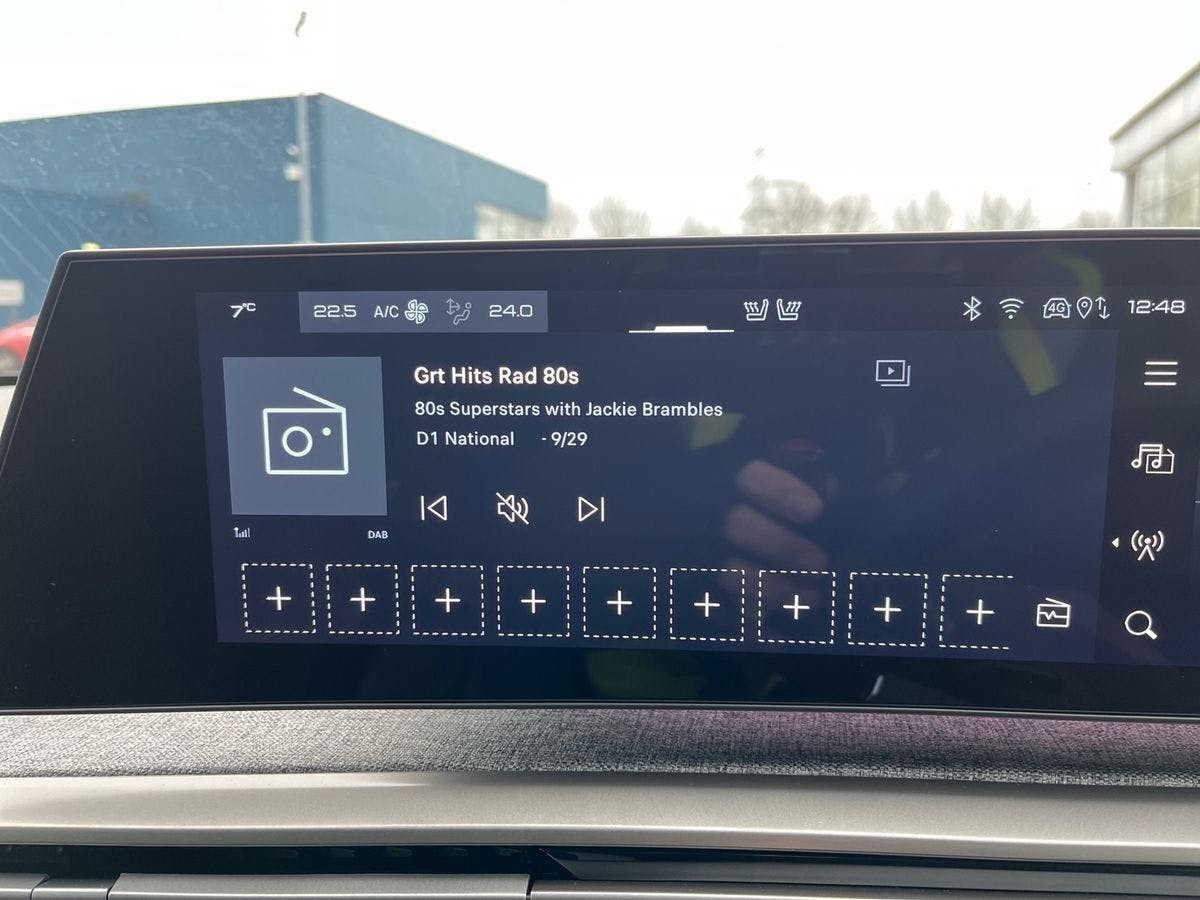 7°C 22.5 A/C 24.0 4G 12:48
Grt Hits Rad 80s
80s Superstars with Jackie Brambles
D1 National - 9/29
DAB